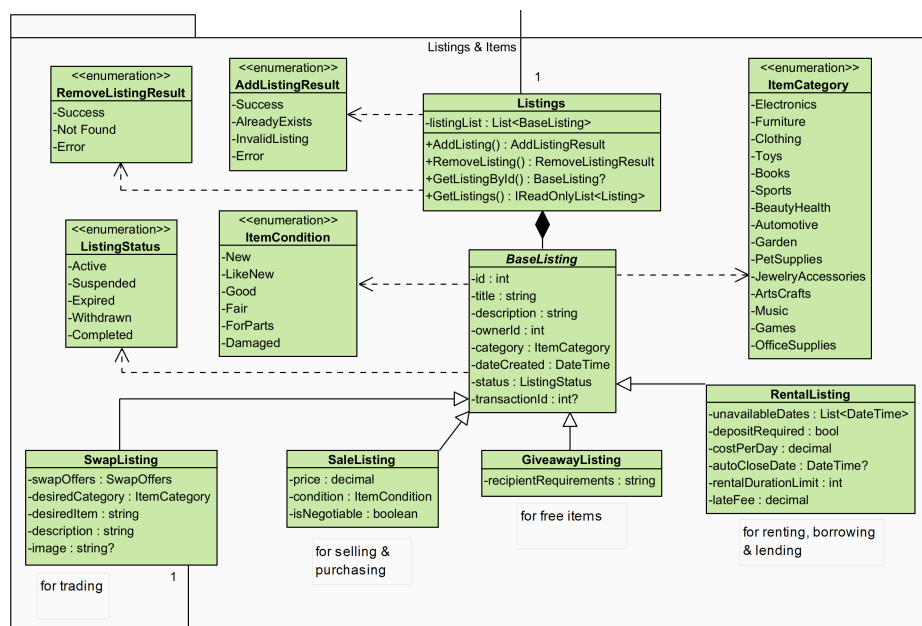 Listings & Items
1
<<enumeration>>
RemoveListingResult
-Success
-Not Found
-Error
<<enumeration>>
AddListingResult
-Success
-AlreadyExists
-InvalidListing
-Error
Listings
-listingList : List<BaseListing>
+AddListing() : AddListingResult
+RemoveListing() : RemoveListingResult
+GetListingById() : BaseListing?
+GetListings() : IReadOnlyList<Listing>
<<enumeration>>
ItemCategory
-Electronics
-Furniture
-Clothing
-Toys
-Books
-Sports
-BeautyHealth
-Automotive
-Garden
-PetSupplies
-JewelryAccessories
-ArtsCrafts
-Music
-Games
-OfficeSupplies
<<enumeration>>
ListingStatus
-Active
-Suspended
-Expired
-Withdrawn
-Completed
<<enumeration>>
ItemCondition
-New
-LikeNew
-Good
-Fair
-ForParts
-Damaged
BaseListing
-id : int
-title : string
-description : string
-ownerId : int
-category : ItemCategory
-dateCreated : DateTime
-status : ListingStatus
-transactionId : int?
SwapListing
-swapOffers : SwapOffers
-desiredCategory : ItemCategory
-desiredItem : string
-description : string
-image : string?
for trading
1
SaleListing
-price : decimal
-condition : ItemCondition
-isNegotiable : boolean
for selling &
purchasing
GiveawayListing
-recipientRequirements : string
for free items
RentalListing
-unavailableDates : List<DateTime>
-depositRequired : bool
-costPerDay : decimal
-autoCloseDate : DateTime?
-rentalDurationLimit : int
-lateFee : decimal
for renting, borrowing
& lending